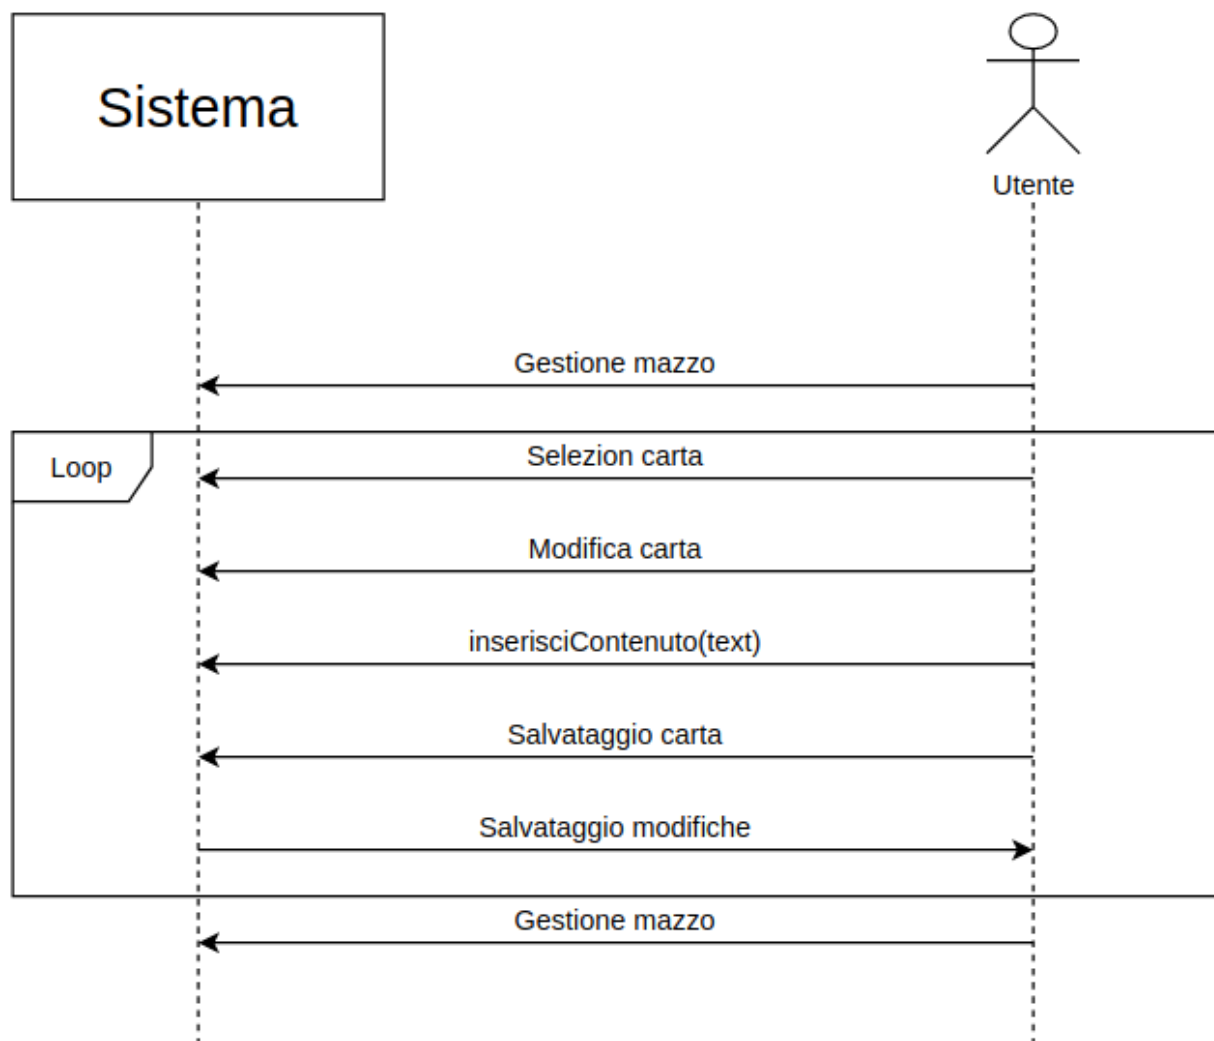 Sistema
Utente
Gestione mazzo
Loop
Selezion carta
Modifica carta
inserisciContenuto(text)
Salvataggio carta
Salvataggio modifiche
Gestione mazzo